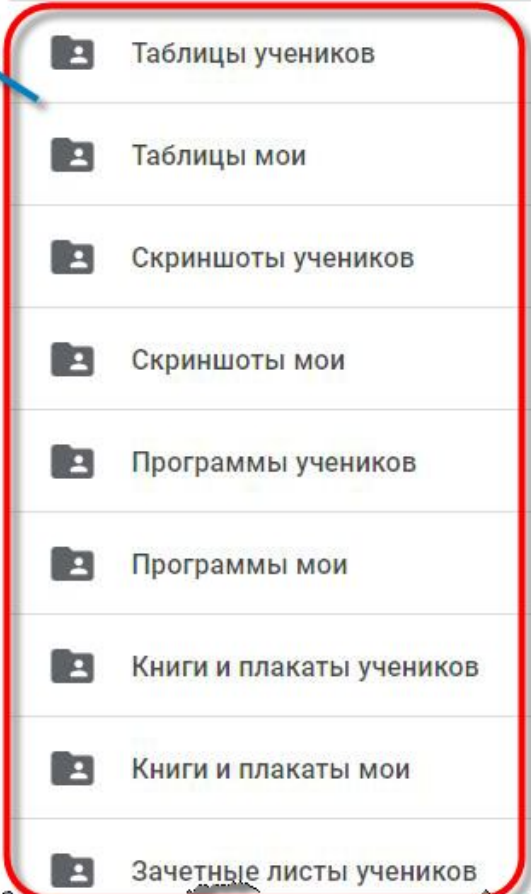 Таблицы учеников
Таблицы мои
Скриншоты учеников
Скриншоты мои
Программы учеников
Программы мои
Книги и плакаты учеников
Книги и плакаты мои
Зачетные листы учеников